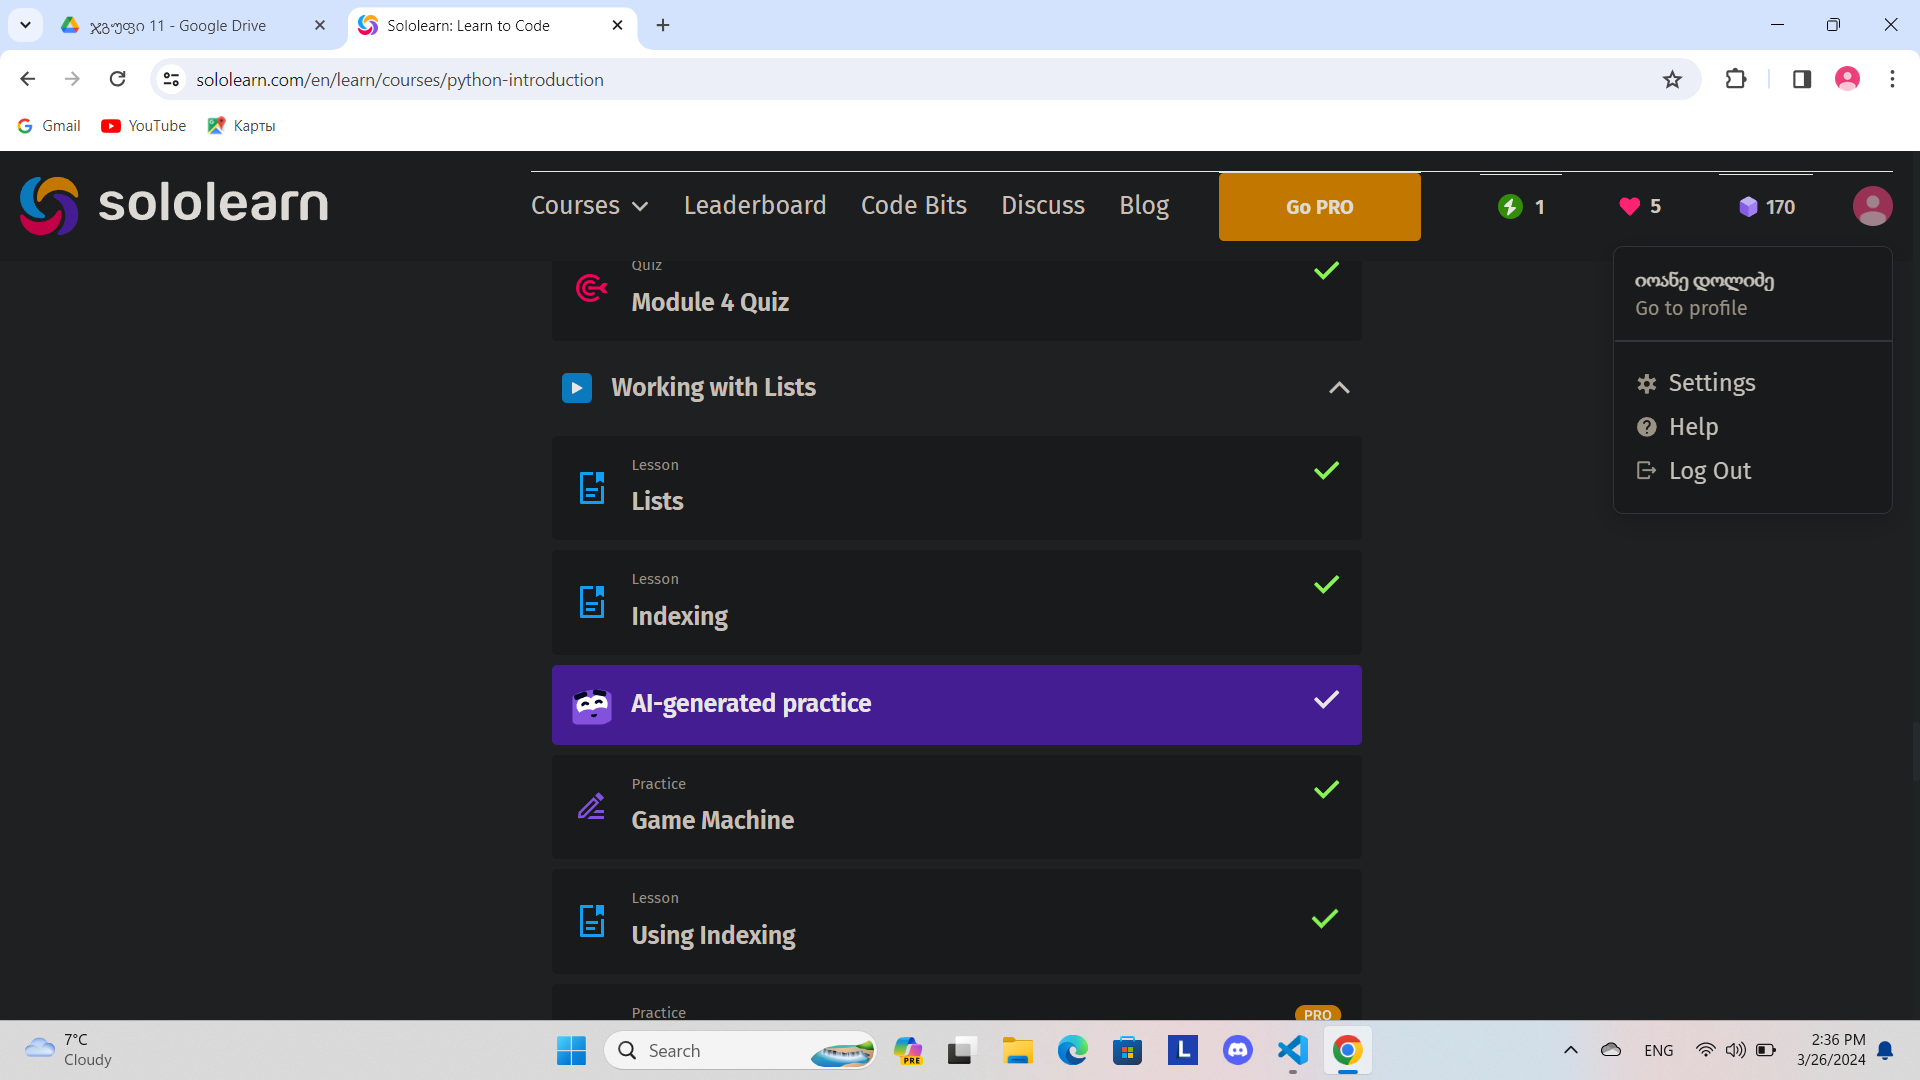 ჯგუფი 11 - Google Drive
Sololearn: Learn to Code
sololearn.com/en/learn/courses/python-introduction
Gmail
YouTube
Карты
sololearn
Courses
Leaderboard
Code Bits
Discuss
Blog
Go PRO
1
5
170
იოანე დოლიძე
Go to profile
Settings
Help
Log Out
Quiz
Module 4 Quiz
Working with Lists
Lesson
Lists
Lesson
Indexing
AI-generated practice
Practice
Game Machine
Lesson
Using Indexing
Practice
PRO
7°C
Cloudy
Search
PRE
L
ENG
2:36 PM
3/26/2024